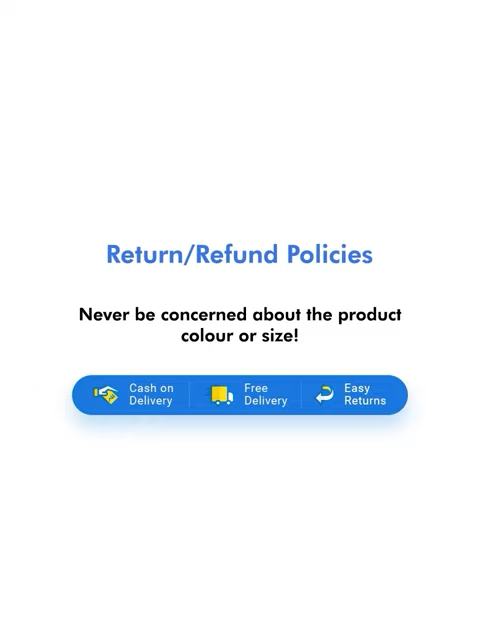 Return/Refund Policies
Never be concerned about the product
colour or size!
Cash on
Delivery
Free
Delivery
Easy
Returns